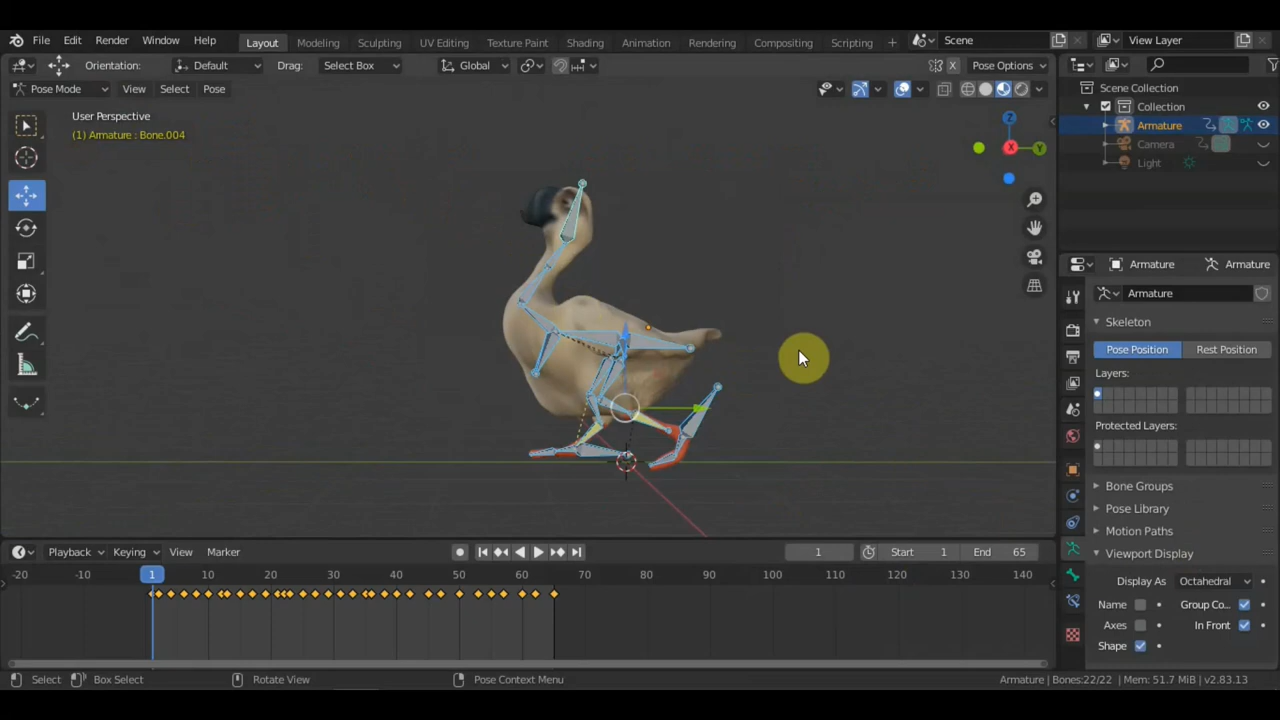 File Edit Render Window Help Layout Modeling Sculpting UV Editing Texture Paint Shading Animation Rendering Compositing Scripting + Scene View Layer
Orientation: Default Drag: Select Box Global X Pose Options
Pose Mode View Select Pose
User Perspective
(1) Armature : Bone.004
Z
X
Y
Scene Collection
Collection
Armature
Camera
Light
Armature Armature
Armature
Skeleton
Pose Position Rest Position
Layers:
Protected Layers:
Bone Groups
Pose Library
Motion Paths
Viewport Display
Display As Octahedral
Name Group Co...
Axes In Front
Shape
Playback Keying View Marker 1 Start 1 End 65
-20 -10 1 10 20 30 40 50 60 70 80 90 100 110 120 130 140
Select Box Select Rotate View Pose Context Menu Armature | Bones:22/22 | Mem: 51.7 MiB | v2.83.13